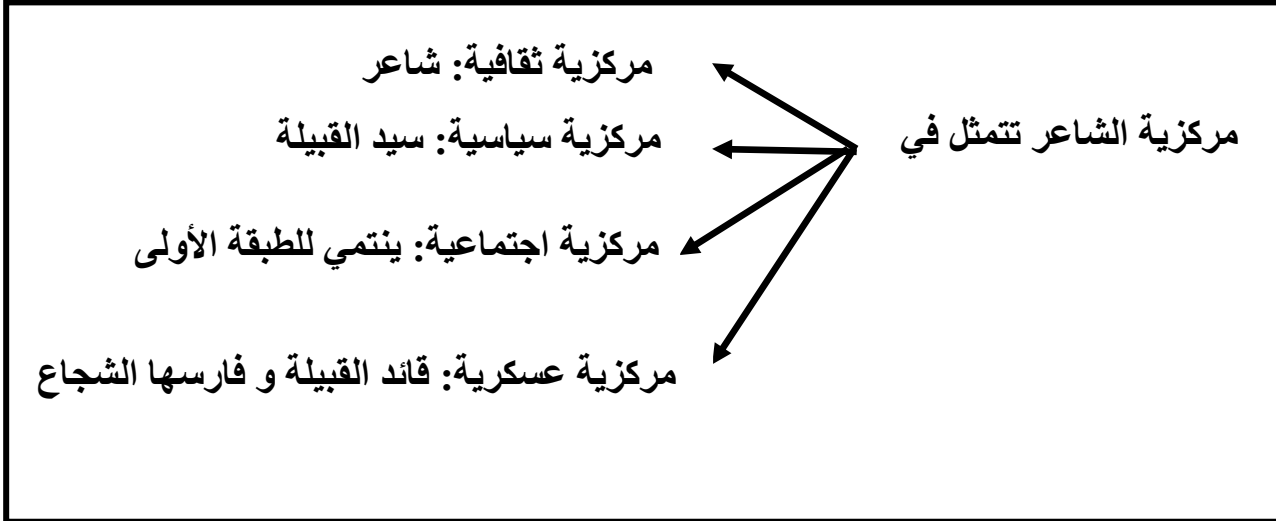 مركزية الشاعر تتمثل في
مركزية ثقافية: شاعر
مركزية سياسية: سيد القبيلة
مركزية اجتماعية: ينتمي للطبقة الأولى
مركزية عسكرية: قائد القبيلة و فارسها الشجاع